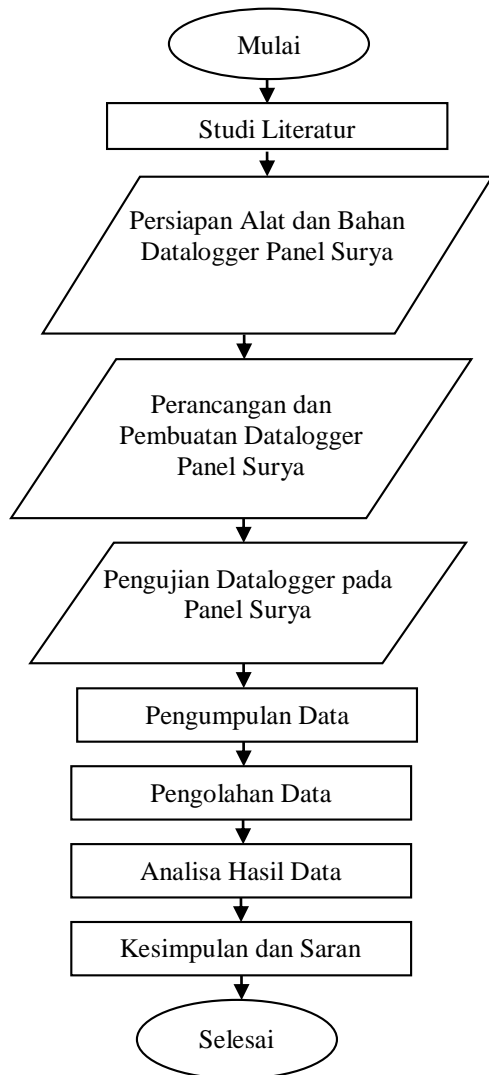 Mulai
Studi Literatur
Persiapan Alat dan Bahan
Datalogger Panel Surya
Perancangan dan
Pembuatan Datalogger
Panel Surya
Pengujian Datalogger pada
Panel Surya
Pengumpulan Data
Pengolahan Data
Analisa Hasil Data
Kesimpulan dan Saran
Selesai